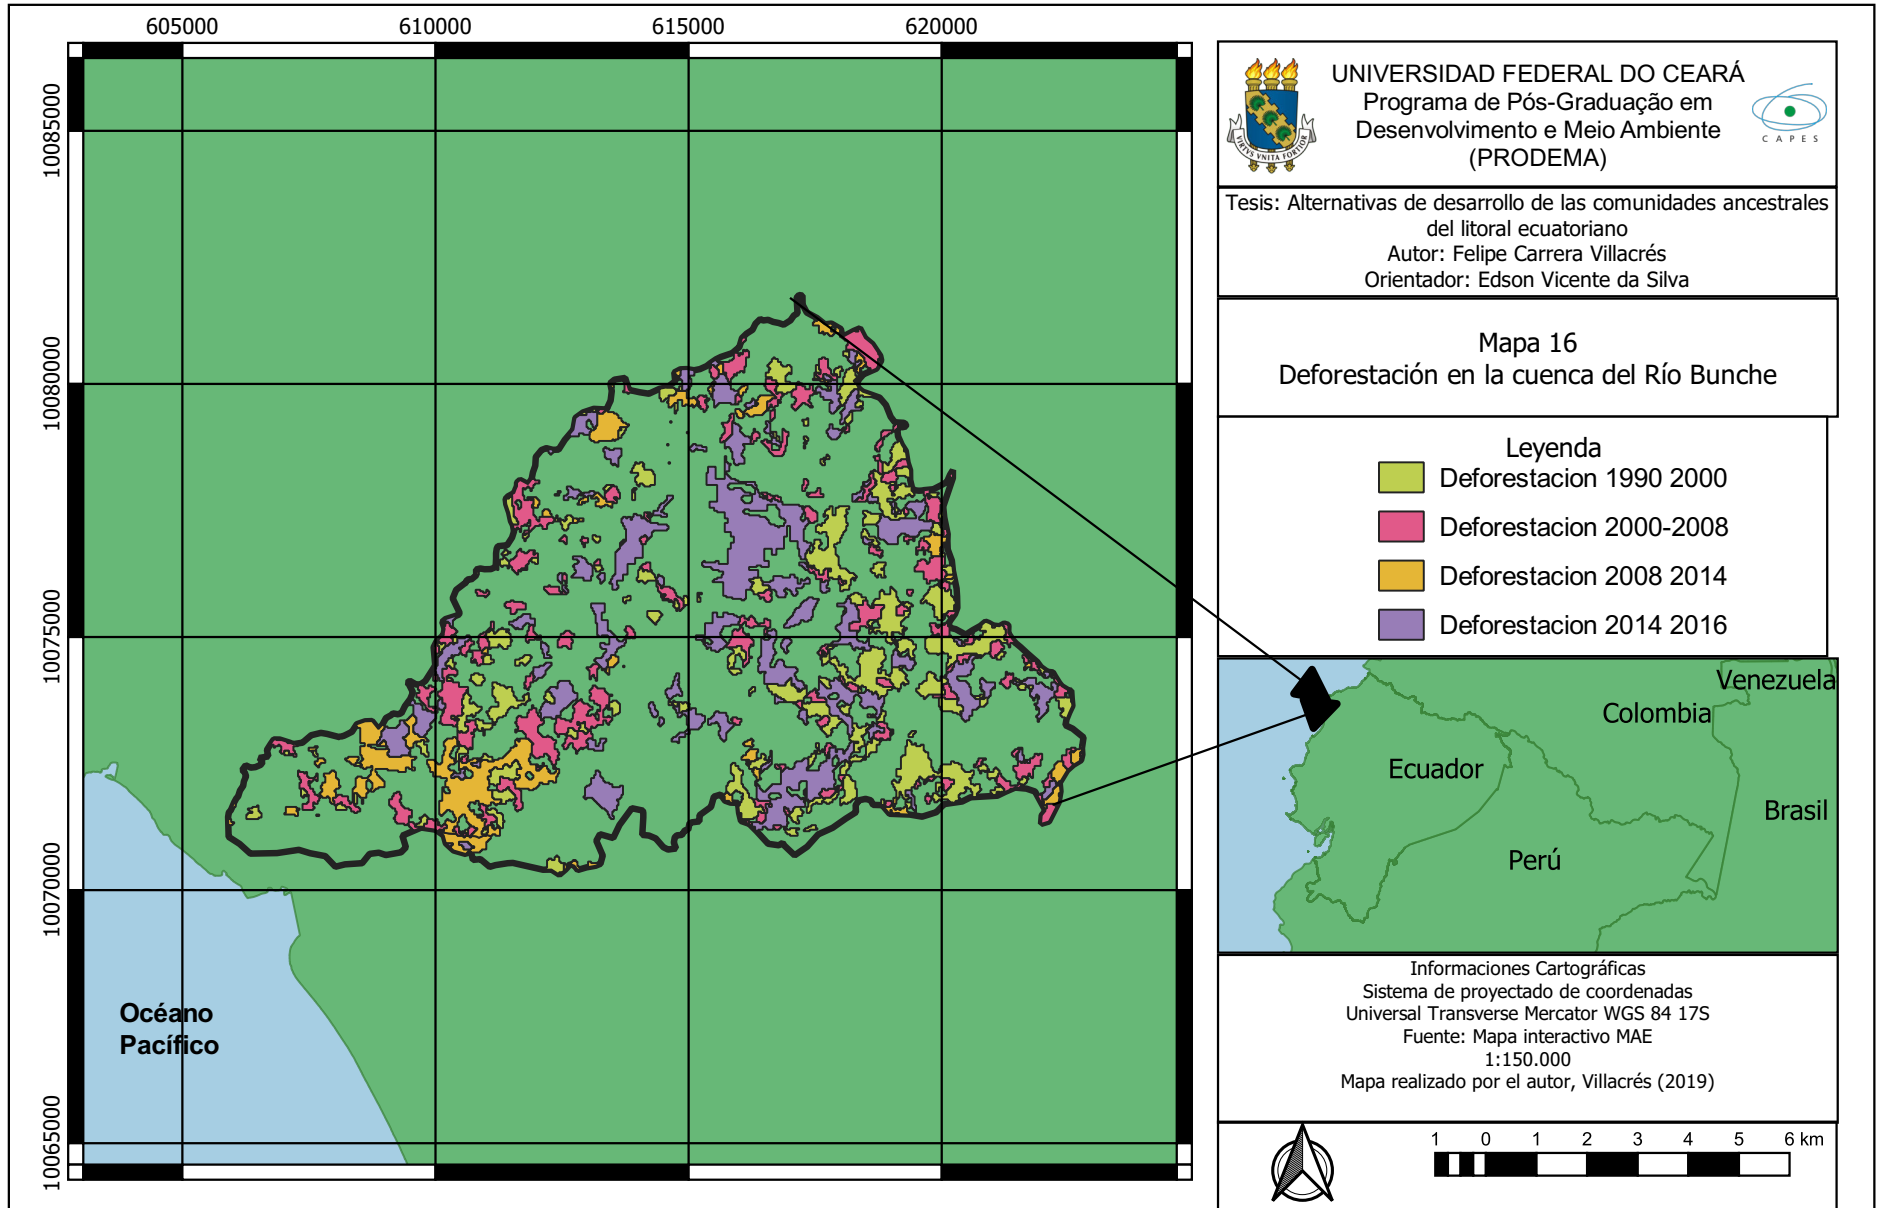 605000
610000
615000
620000
10085000
10080000
10075000
10070000
10065000
Océano
Pacífico
VIRTVS VNITA FORTIOR
UNIVERSIDAD FEDERAL DO CEARÁ
Programa de Pós-Graduação em
Desenvolvimento e Meio Ambiente
(PRODEMA)
CAPES
Tesis: Alternativas de desarrollo de las comunidades ancestrales
del litoral ecuatoriano
Autor: Felipe Carrera Villacrés
Orientador: Edson Vicente da Silva
Mapa 16
Deforestación en la cuenca del Río Bunche
Leyenda
Deforestacion 1990 2000
Deforestacion 2000-2008
Deforestacion 2008 2014
Deforestacion 2014 2016
Venezuela
Colombia
Ecuador
Brasil
Perú
Informaciones Cartográficas
Sistema de proyectado de coordenadas
Universal Transverse Mercator WGS 84 17S
Fuente: Mapa interactivo MAE
1:150.000
Mapa realizado por el autor, Villacrés (2019)
1 0 1 2 3 4 5 6 km